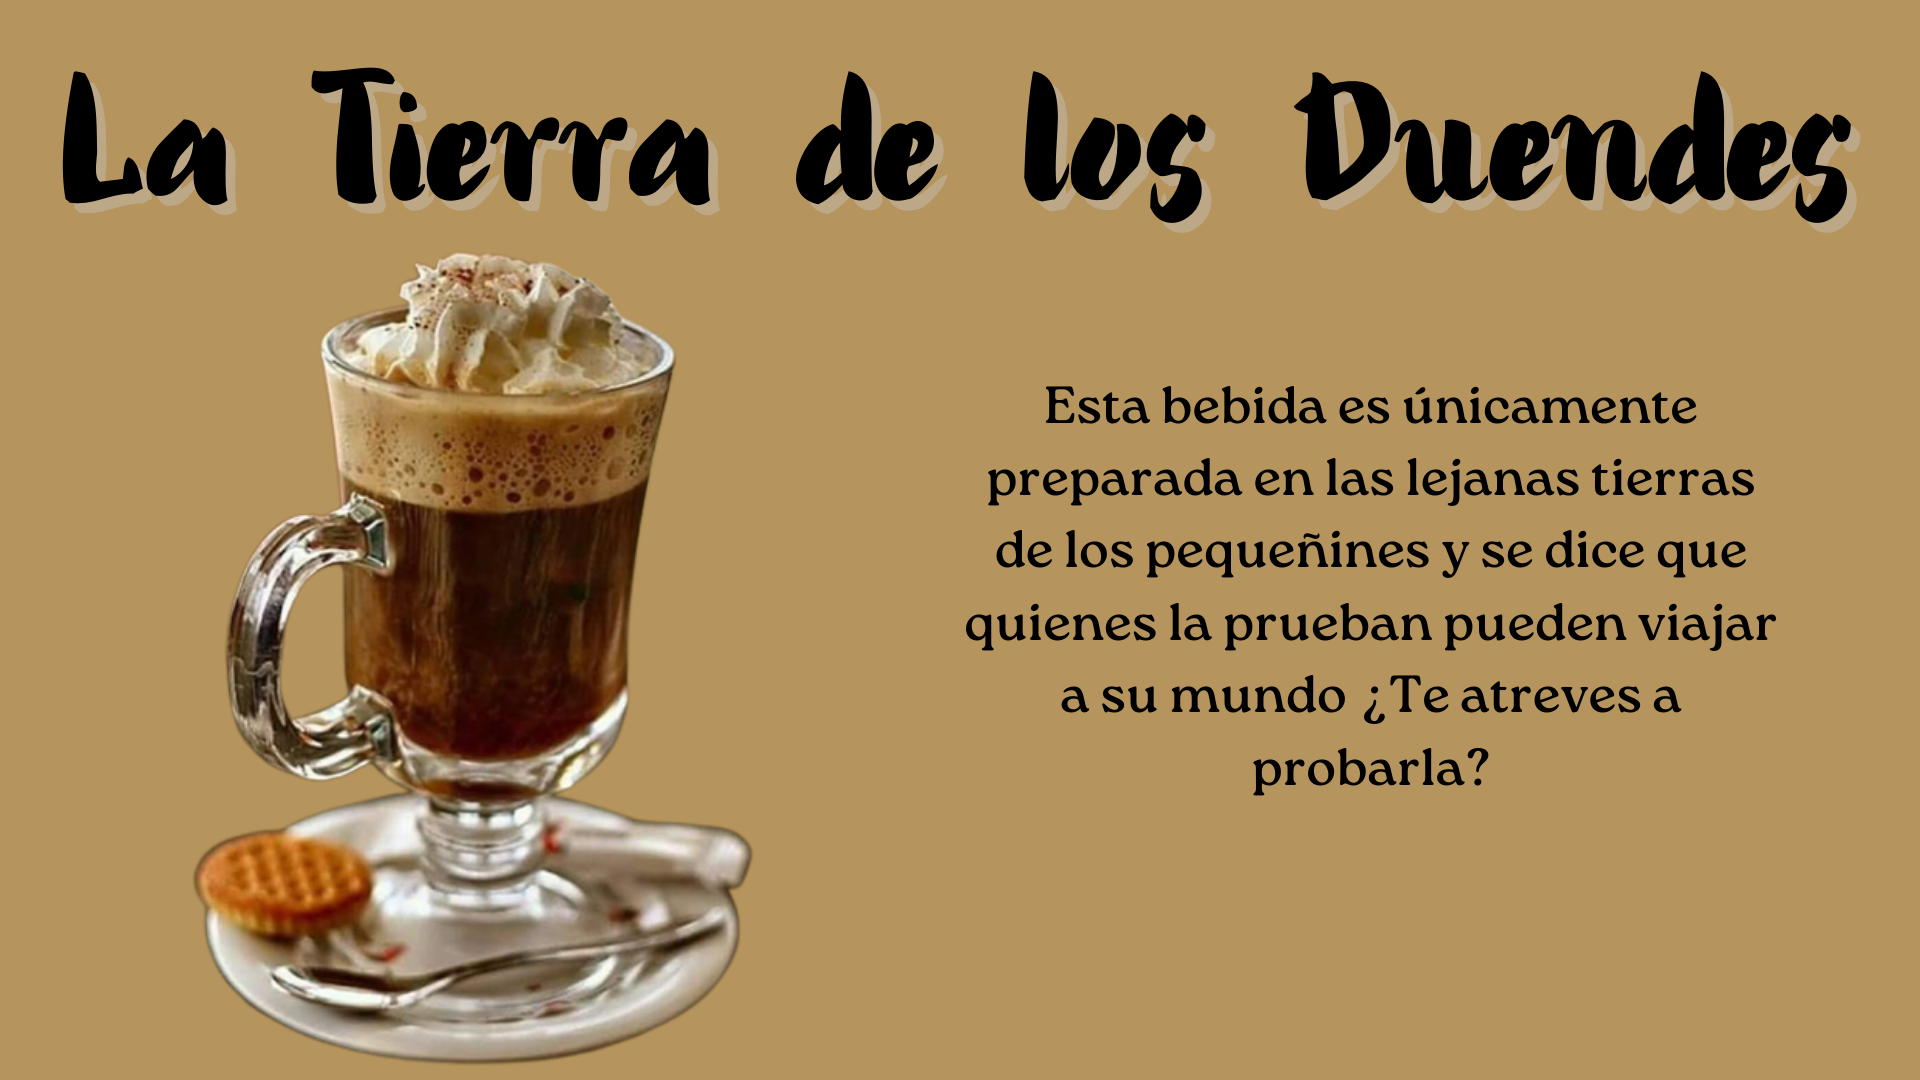 La Tierra de los Duendes
Esta bebida es únicamente
preparada en las lejanas tierras
de los pequeñines y se dice que
quienes la prueban pueden viajar
a su mundo ¿Te atreves a
probarla?